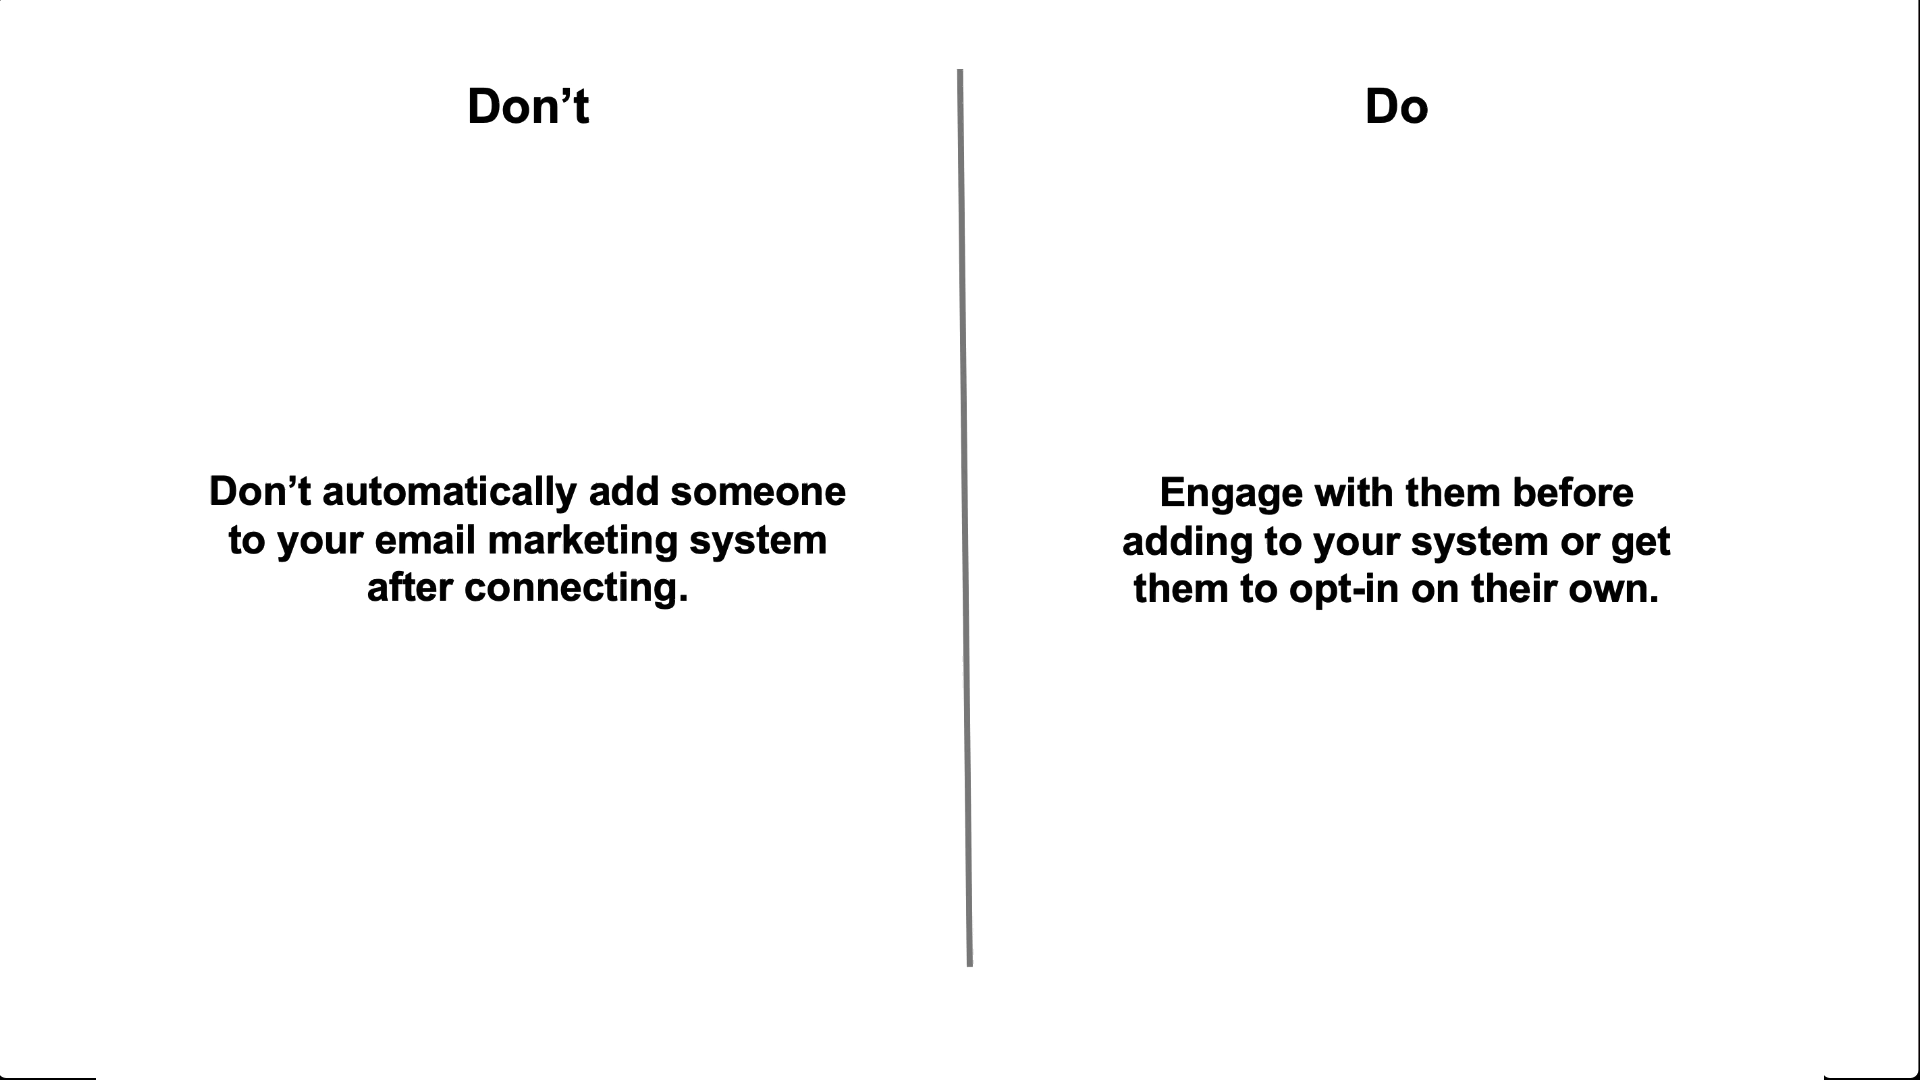 Don’t
Don’t automatically add someone
to your email marketing system
after connecting.
Do
Engage with them before
adding to your system or get
them to opt-in on their own.